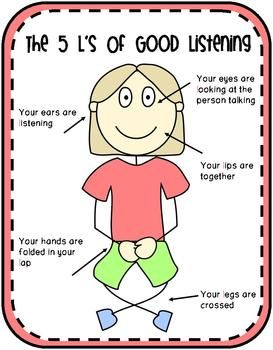 The 5 L'S Of GOOD Listening
Your eyes are
looking at the
person talking
Your ears are
listening
Your lips are
together
Your hands are
folded in your
lap
Your legs are
crossed